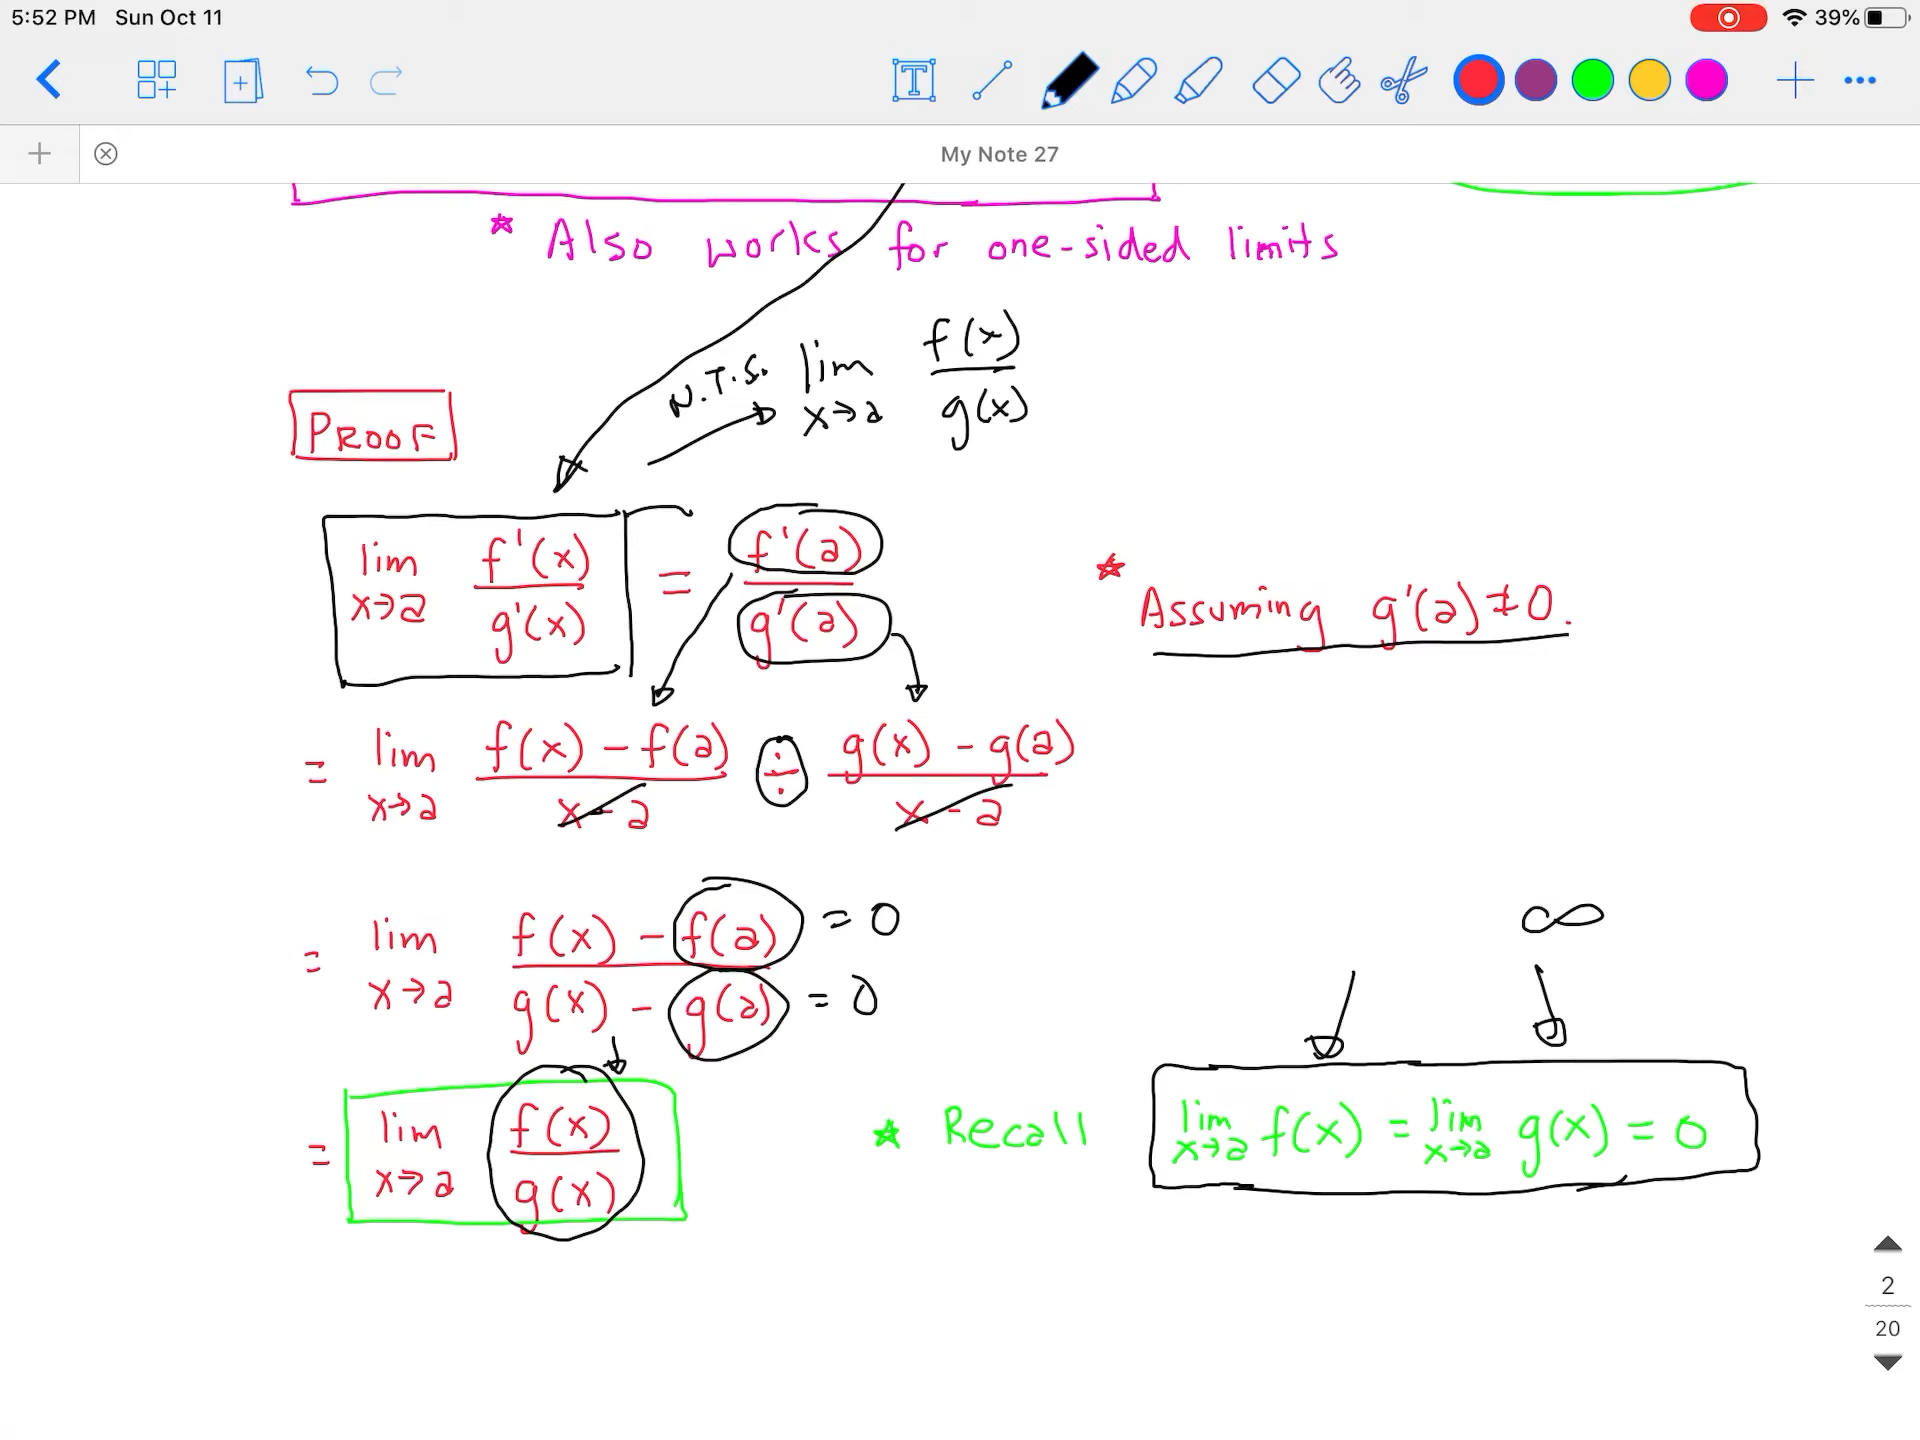 5:52 PM Sun Oct 11
39%
My Note 27
* Also works for one-sided limits
N.T.S. lim x→a f(x)/g(x)
PROOF
lim x→a f'(x)/g'(x) = f'(a)/g'(a)
* Assuming g'(a) ≠ 0.
= lim x→a (f(x) - f(a))/(x - a) ÷ (g(x) - g(a))/(x - a)
= lim x→a (f(x) - f(a))/(g(x) - g(a)) = 0 = 0
∞
= lim x→a f(x)/g(x)
* Recall lim x→a f(x) = lim x→a g(x) = 0
2
20